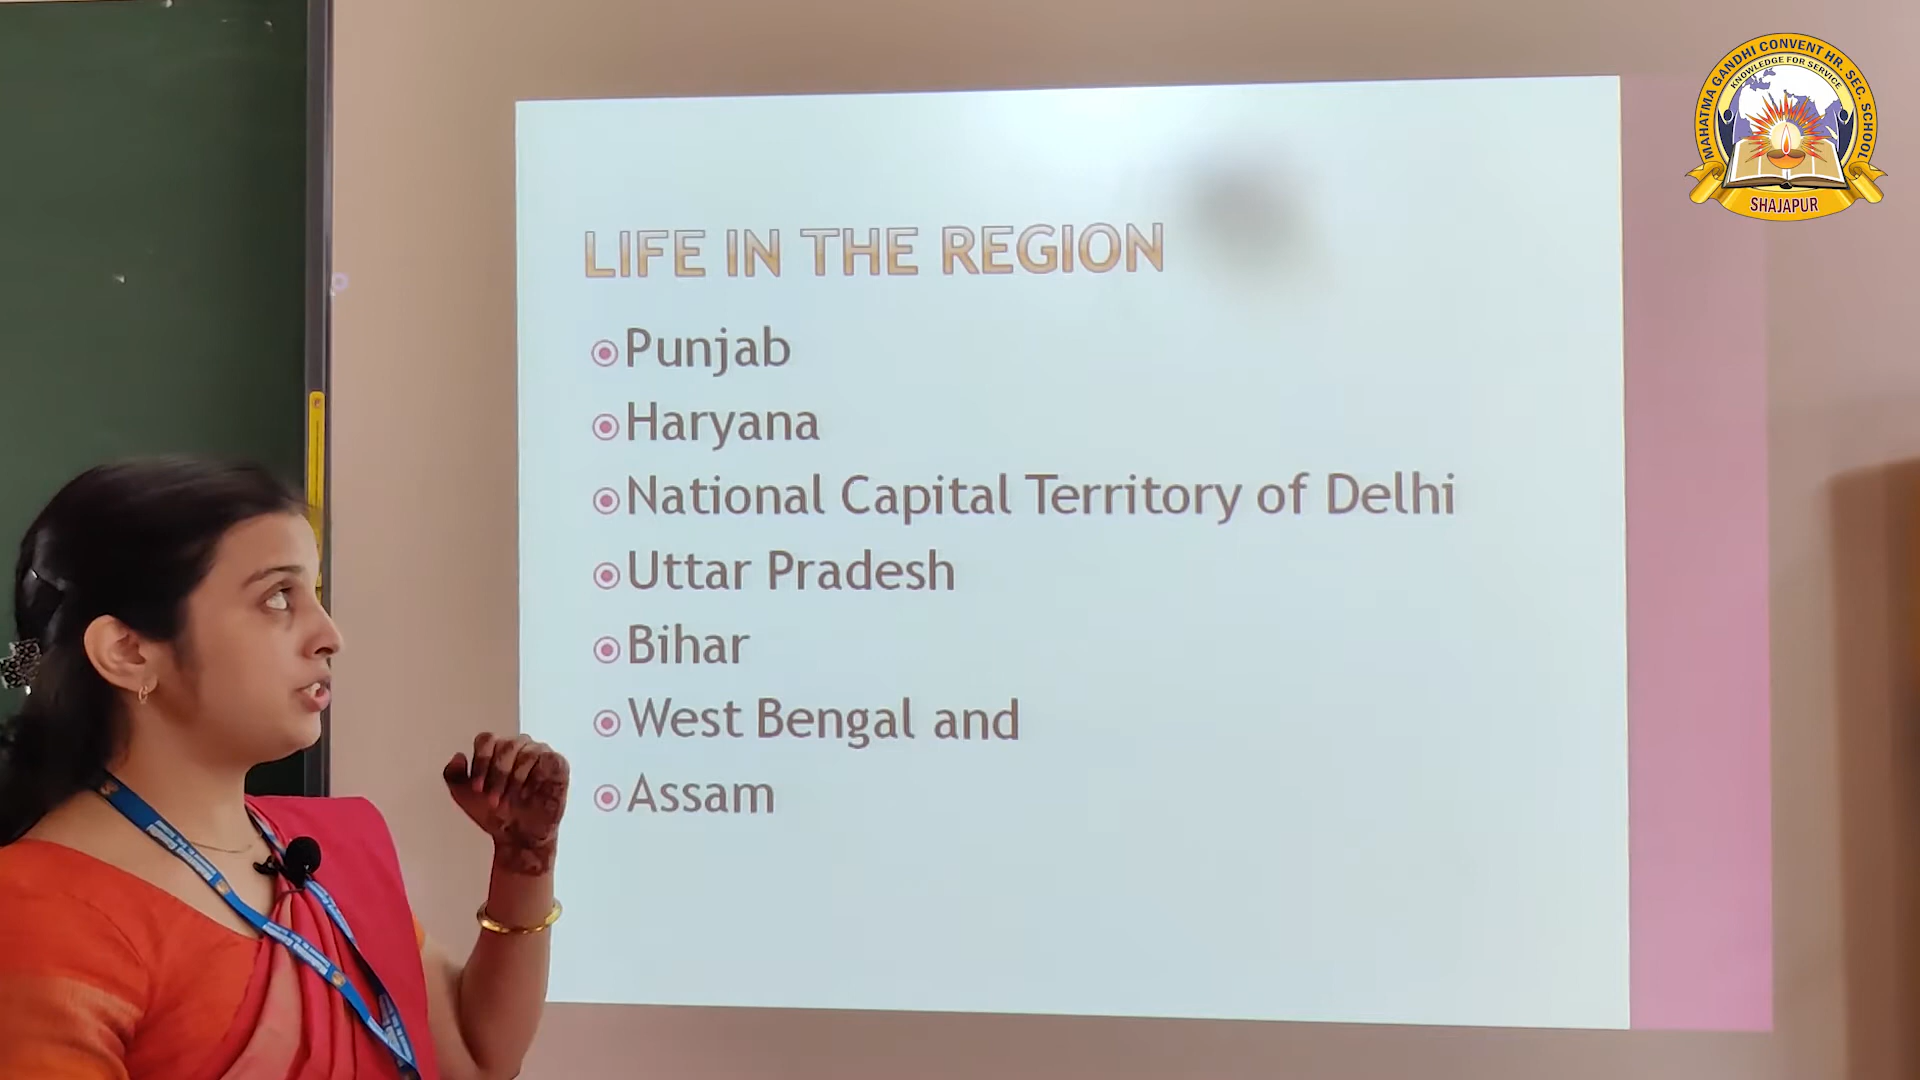 MAHATMA GANDHI CONVENT HR. SEC. SCHOOL
KNOWLEDGE FOR SERVICE
SHAJAPUR
LIFE IN THE REGION
Punjab
Haryana
National Capital Territory of Delhi
Uttar Pradesh
Bihar
West Bengal and
Assam